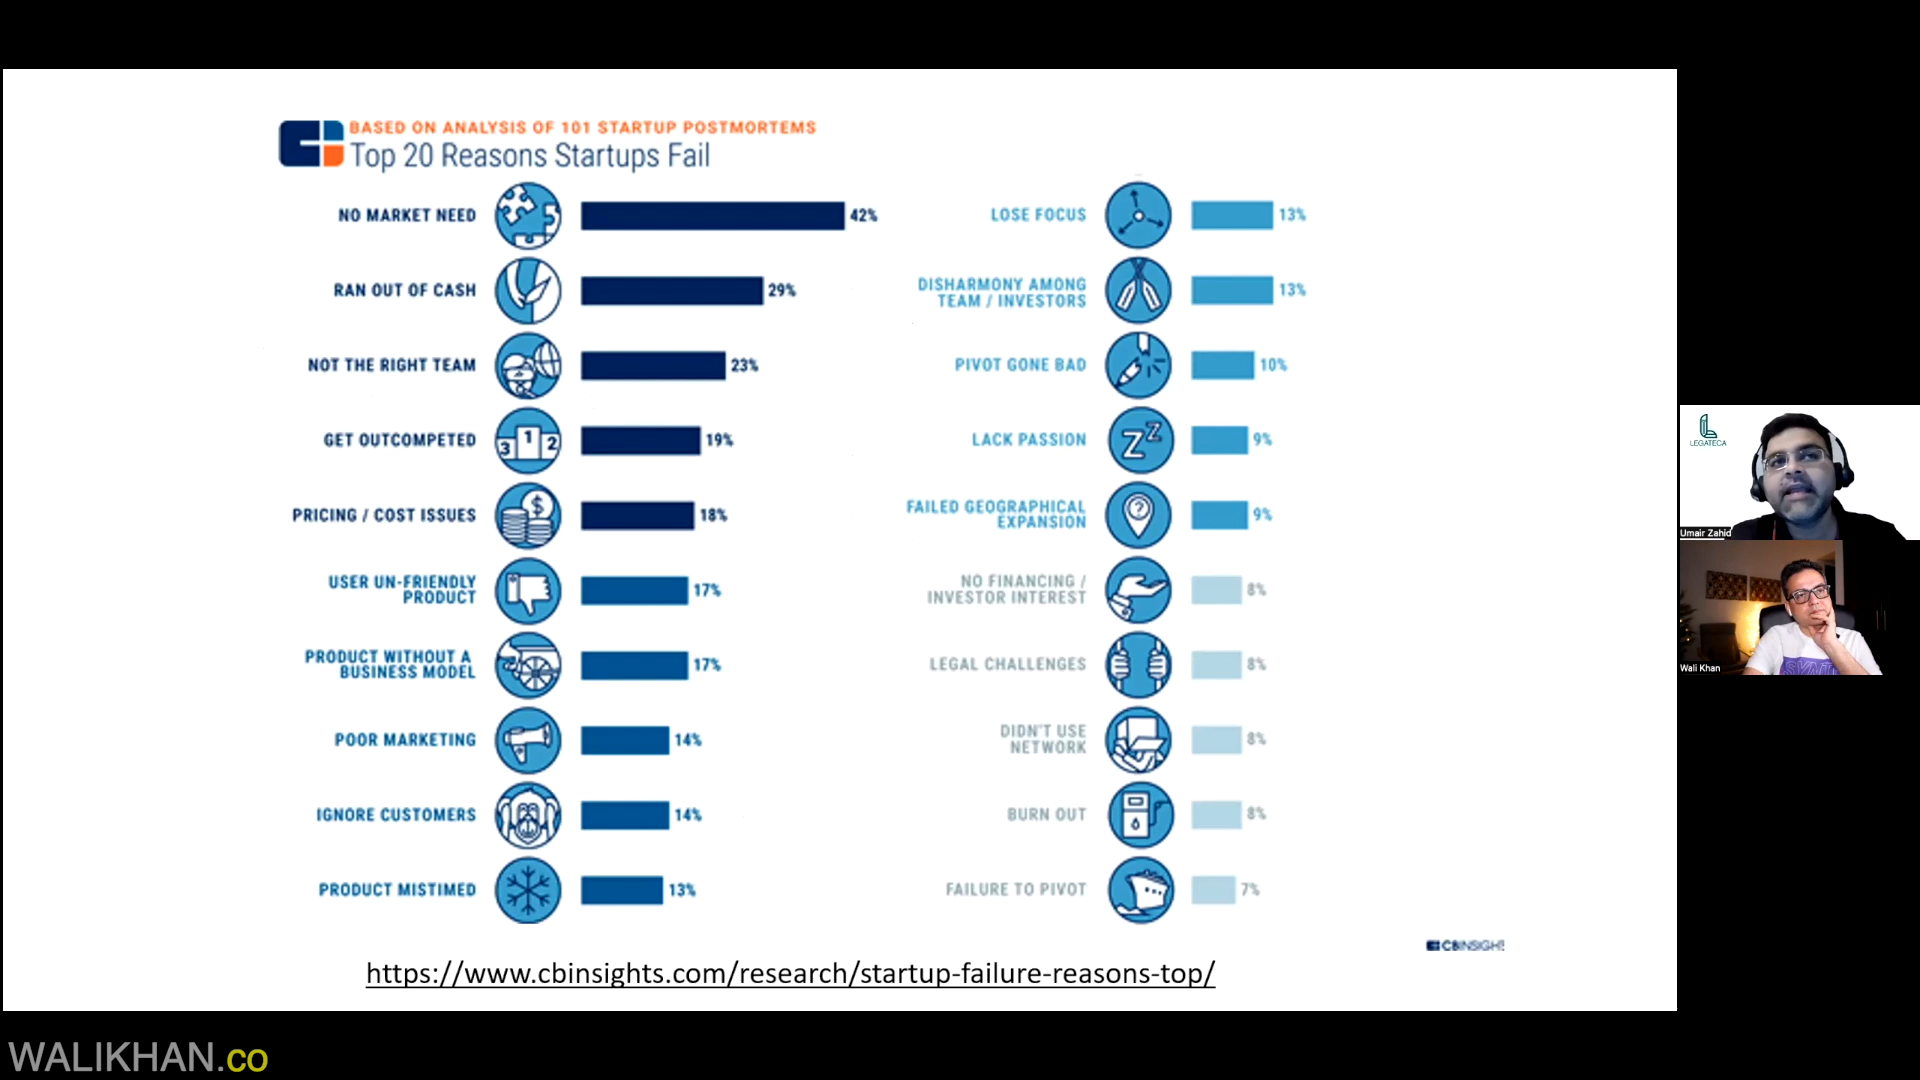 BASED ON ANALYSIS OF 101 STARTUP POSTMORTEMS
Top 20 Reasons Startups Fail
NO MARKET NEED
42%
RAN OUT OF CASH
29%
NOT THE RIGHT TEAM
23%
GET OUTCOMPETED
3 1 2
19%
PRICING / COST ISSUES
$
18%
USER UN-FRIENDLY
PRODUCT
17%
PRODUCT WITHOUT A
BUSINESS MODEL
17%
POOR MARKETING
14%
IGNORE CUSTOMERS
14%
PRODUCT MISTIMED
13%
LOSE FOCUS
13%
DISHARMONY AMONG
TEAM / INVESTORS
13%
PIVOT GONE BAD
10%
LACK PASSION
Z Z
9%
FAILED GEOGRAPHICAL
EXPANSION
?
9%
NO FINANCING /
INVESTOR INTEREST
8%
LEGAL CHALLENGES
8%
DIDN'T USE
NETWORK
8%
BURN OUT
8%
FAILURE TO PIVOT
7%
CBINSIGHTS
https://www.cbinsights.com/research/startup-failure-reasons-top/
LEGATECA
Umair Zahid
Wali Khan
WALIKHAN.co